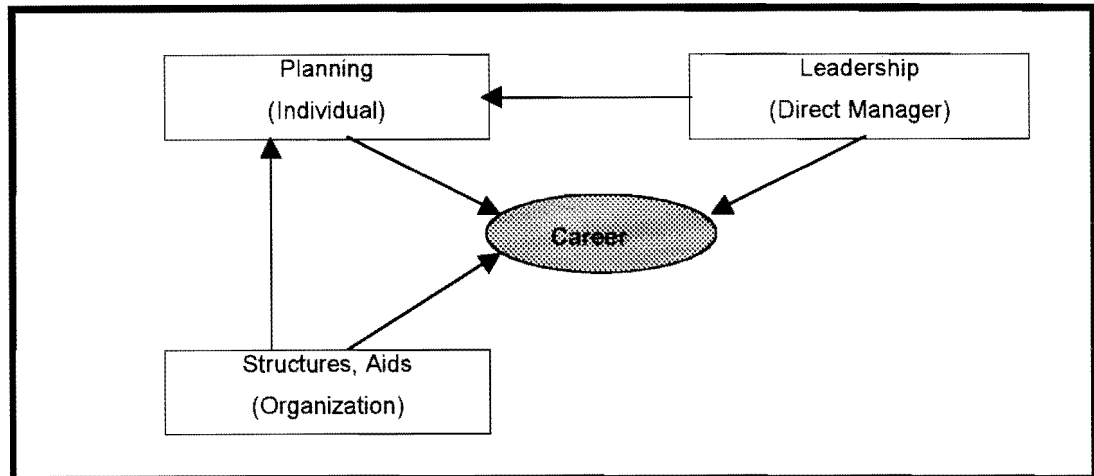 Planning
(Individual)
Leadership
(Direct Manager)
Career
Structures, Aids
(Organization)